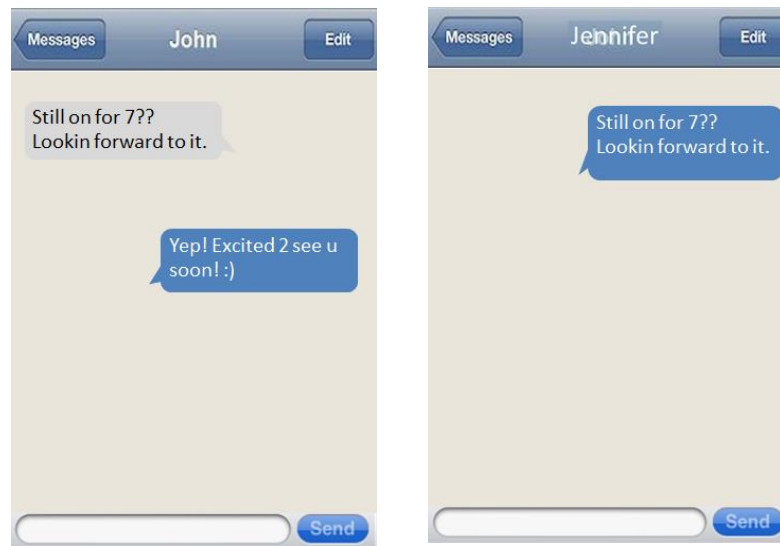 Messages John Edit
Still on for 7??
Lookin forward to it.
Yep! Excited 2 see u
soon! :)
Send
Messages Jennifer Edit
Still on for 7??
Lookin forward to it.
Send